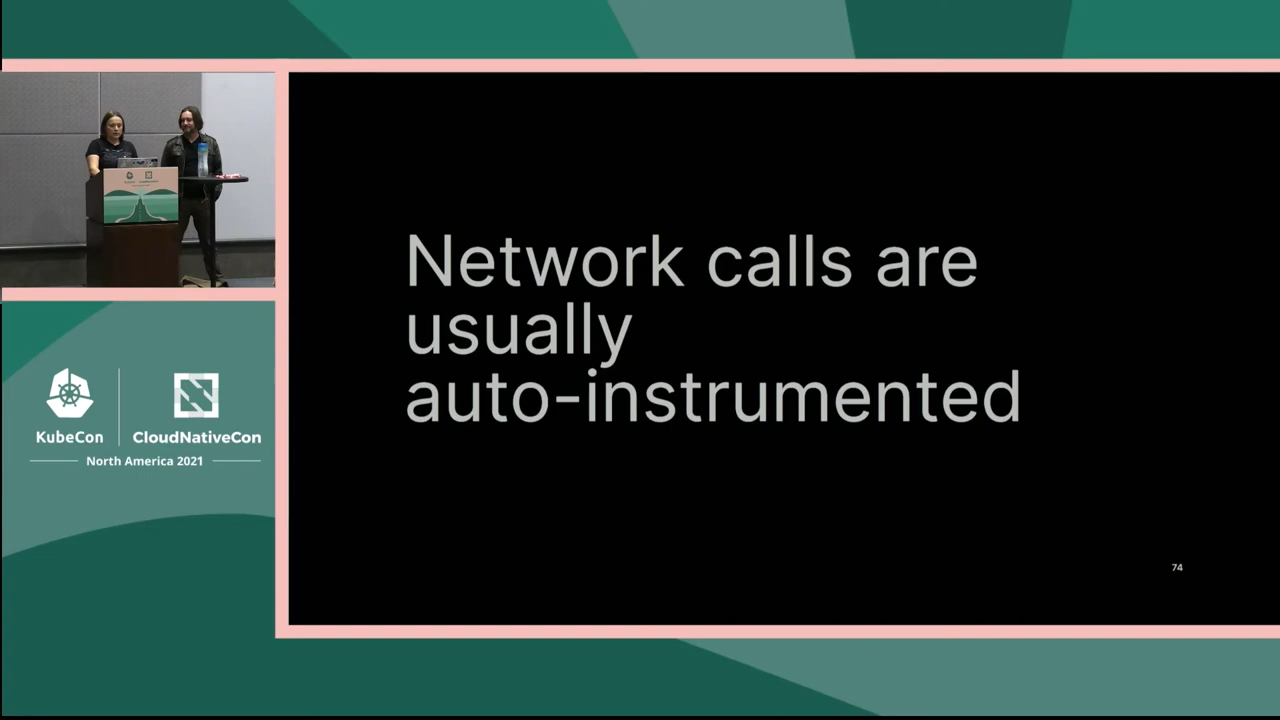 Network calls are
usually
auto-instrumented
74
KubeCon
CloudNativeCon
North America 2021